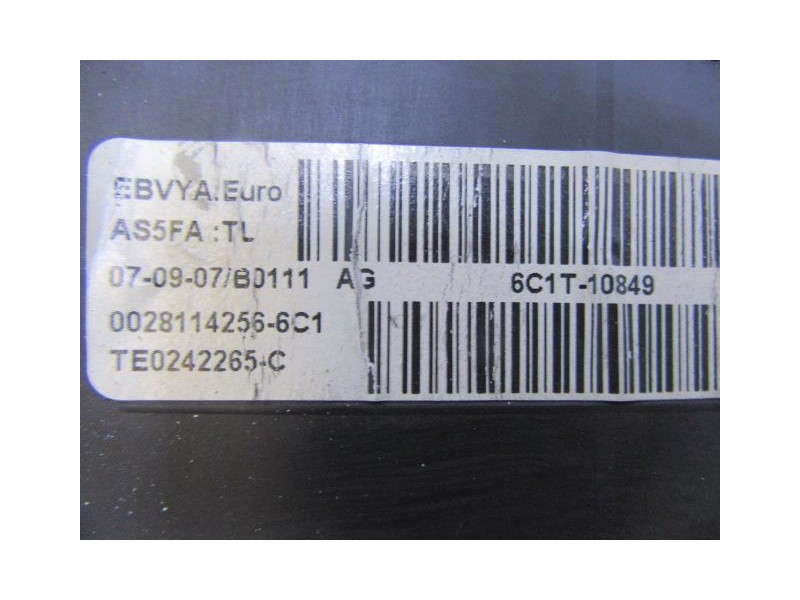 EBVYA:Euro
AS5FA :TL
07-09-07/B0111 AG 6C1T-10849
0028114256-6C1
TE0242265-C